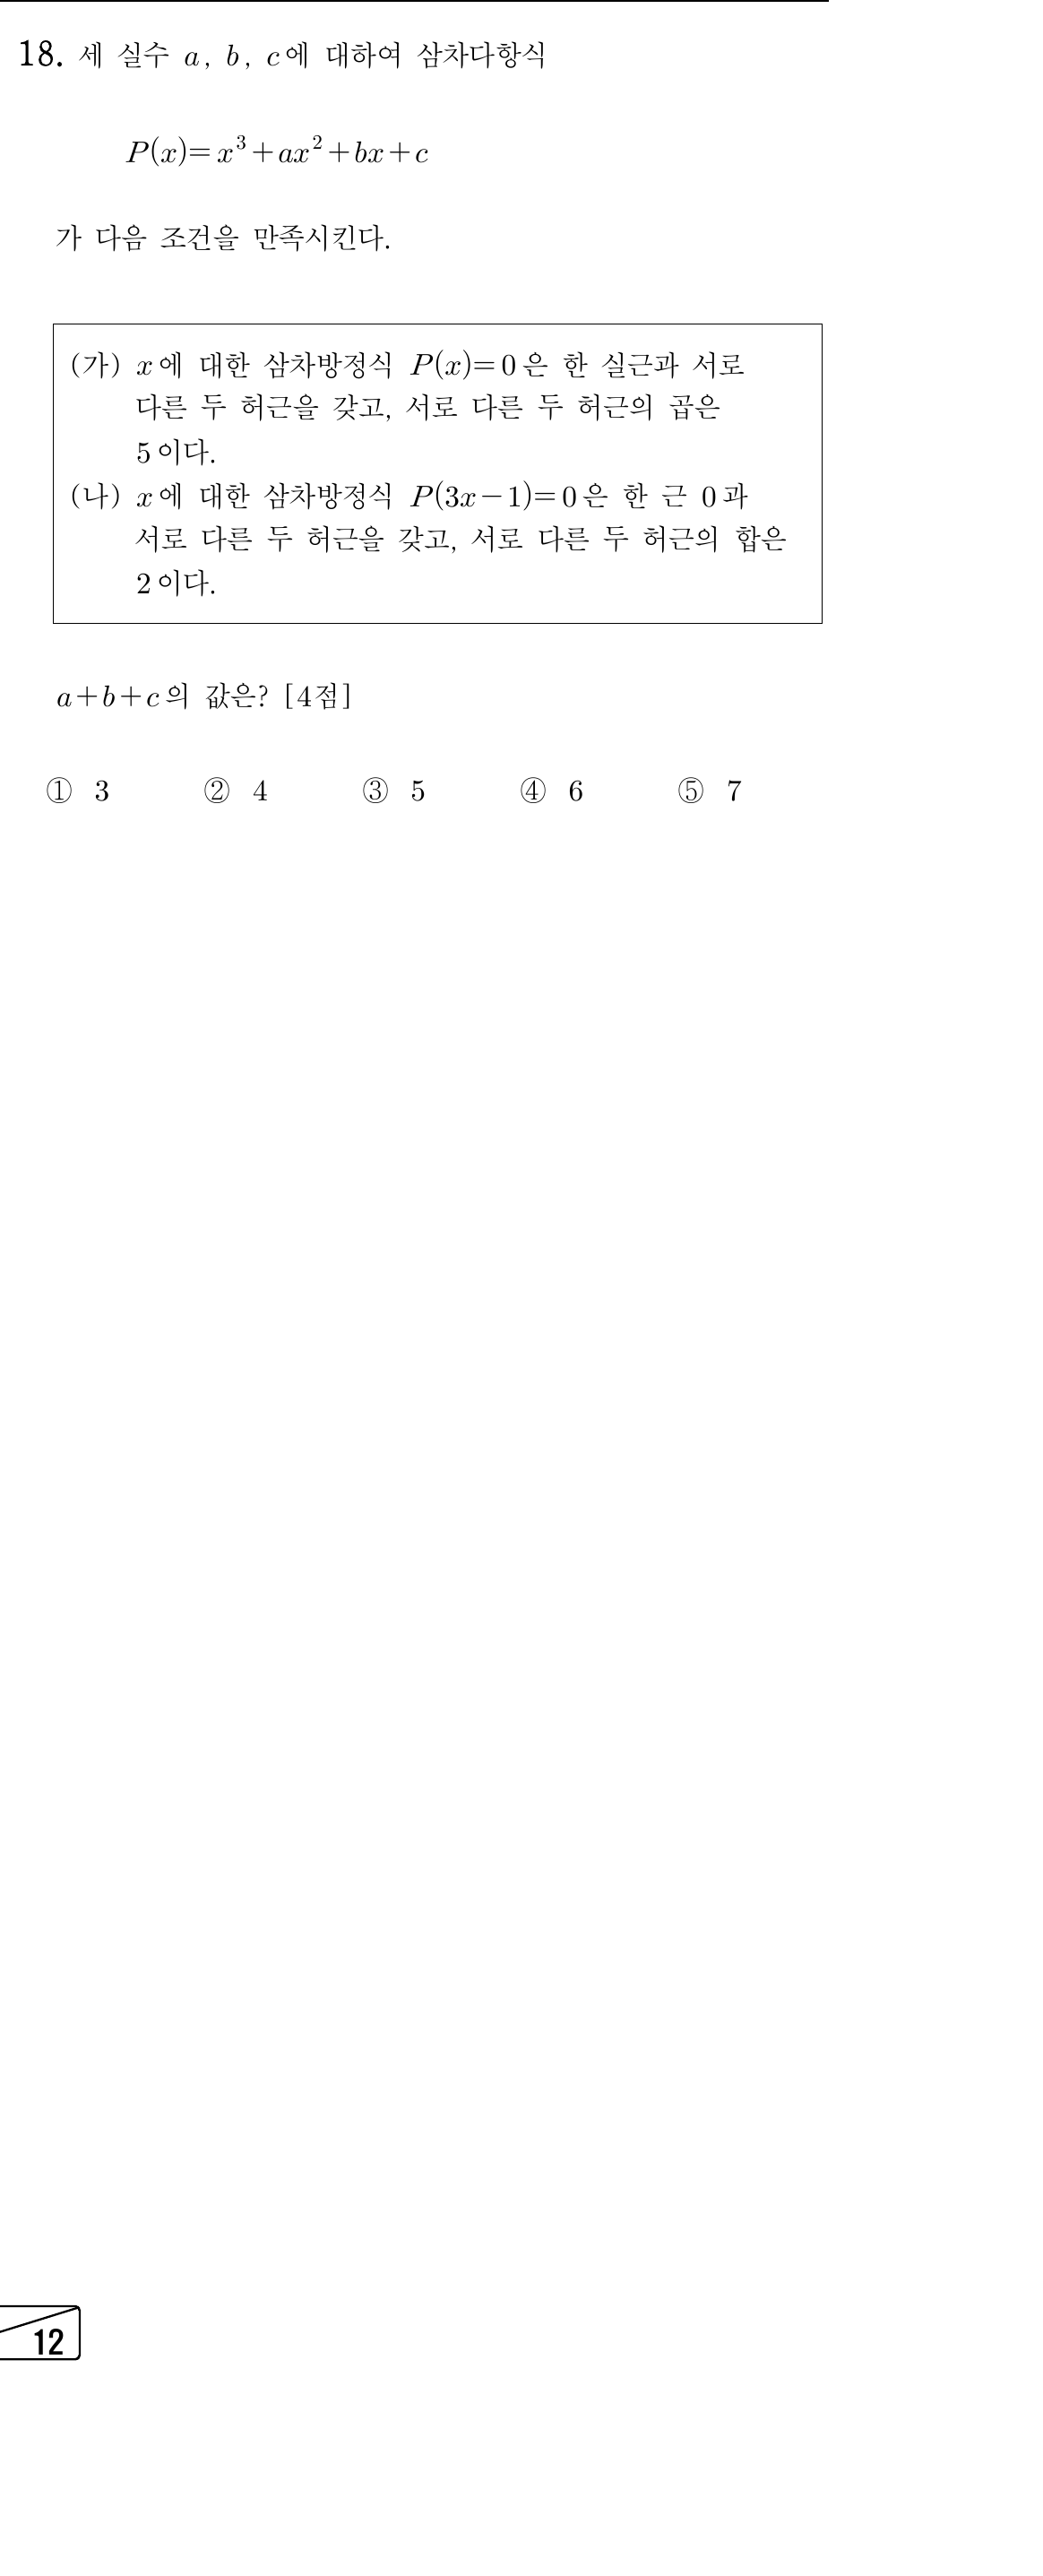 18. 세 실수 a, b, c에 대하여 삼차다항식
P(x)=x³+ax²+bx+c
가 다음 조건을 만족시킨다.
(가) x에 대한 삼차방정식 P(x)=0은 한 실근과 서로
다른 두 허근을 갖고, 서로 다른 두 허근의 곱은
5이다.
(나) x에 대한 삼차방정식 P(3x-1)=0은 한 근 0과
서로 다른 두 허근을 갖고, 서로 다른 두 허근의 합은
2이다.
a+b+c의 값은? [4점]
① 3 ② 4 ③ 5 ④ 6 ⑤ 7
12